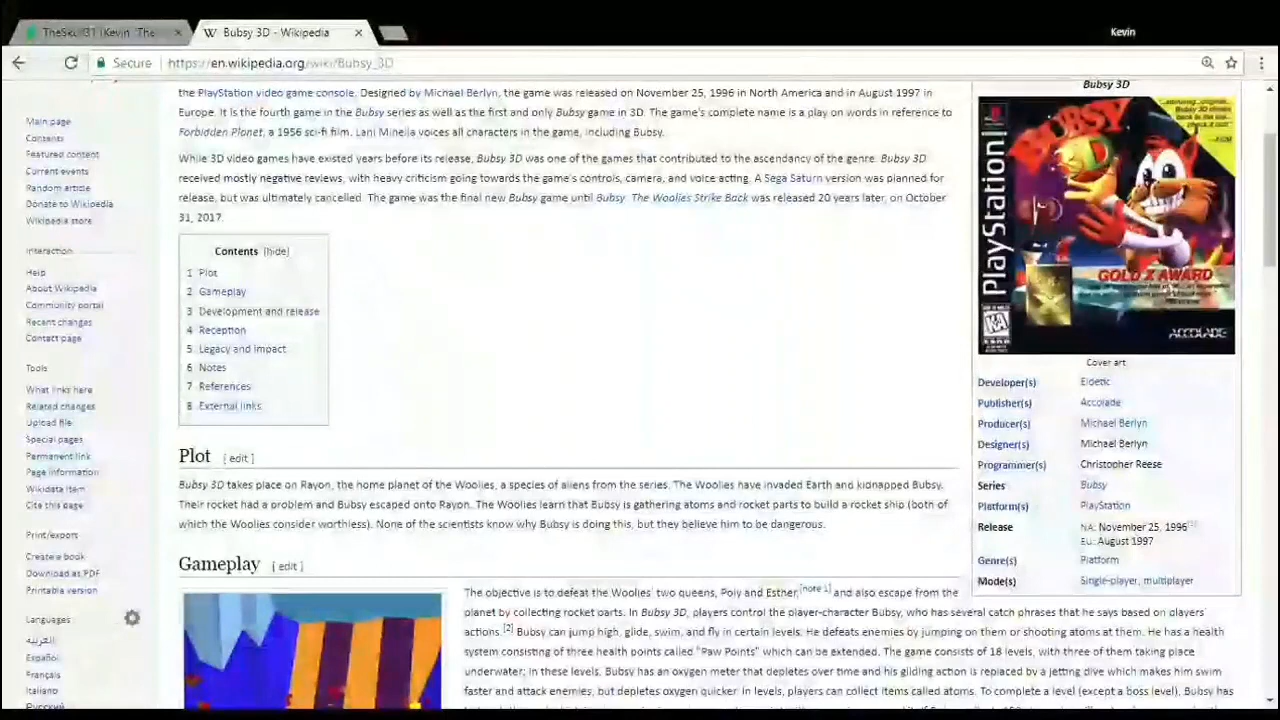 TheSkull31 (Kevin "The
Bubsy 3D - Wikipedia
Kevin
Secure
https://en.wikipedia.org/wiki/Bubsy_3D
Main page
Contents
Featured content
Current events
Random article
Donate to Wikipedia
Wikipedia store
Interaction
Help
About Wikipedia
Community portal
Recent changes
Contact page
Tools
What links here
Related changes
Upload file
Special pages
Permanent link
Page information
Wikidata item
Cite this page
Print/export
Create a book
Download as PDF
Printable version
Languages
العربية
Español
Français
Italiano
Русский
the PlayStation video game console. Designed by Michael Berlyn, the game was released on November 25, 1996 in North America and in August 1997 in
Europe. It is the fourth game in the Bubsy series as well as the first and only Bubsy game in 3D. The game's complete name is a play on words in reference to
Forbidden Planet, a 1956 sci-fi film. Lani Minella voices all characters in the game, including Bubsy.
While 3D video games have existed years before its release, Bubsy 3D was one of the games that contributed to the ascendancy of the genre. Bubsy 3D
received mostly negative reviews, with heavy criticism going towards the game's controls, camera, and voice acting. A Sega Saturn version was planned for
release, but was ultimately cancelled. The game was the final new Bubsy game until Bubsy: The Woolies Strike Back was released 20 years later, on October
31, 2017.
Contents [hide]
1 Plot
2 Gameplay
3 Development and release
4 Reception
5 Legacy and impact
6 Notes
7 References
8 External links
Plot [ edit ]
Bubsy 3D takes place on Rayon, the home planet of the Woolies, a species of aliens from the series. The Woolies have invaded Earth and kidnapped Bubsy.
Their rocket had a problem and Bubsy escaped onto Rayon. The Woolies learn that Bubsy is gathering atoms and rocket parts to build a rocket ship (both of
which the Woolies consider worthless). None of the scientists know why Bubsy is doing this, but they believe him to be dangerous.
Gameplay [ edit ]
The objective is to defeat the Woolies' two queens, Poly and Esther,[note 1] and also escape from the
planet by collecting rocket parts. In Bubsy 3D, players control the player-character Bubsy, who has several catch phrases that he says based on players'
actions.[2] Bubsy can jump high, glide, swim, and fly in certain levels. He defeats enemies by jumping on them or shooting atoms at them. He has a health
system consisting of three health points called "Paw Points" which can be extended. The game consists of 18 levels, with three of them taking place
underwater; in these levels, Bubsy has an oxygen meter that depletes over time and his gliding action is replaced by a jetting dive which makes him swim
faster and attack enemies, but depletes oxygen quicker. In levels, players can collect items called atoms. To complete a level (except a boss level), Bubsy has
Bubsy 3D
PlayStation
BUBSY
3D
GOLD X AWARD
KA
ACCOLADE
Cover art
Developer(s) Eidetic
Publisher(s) Accolade
Producer(s) Michael Berlyn
Designer(s) Michael Berlyn
Programmer(s) Christopher Reese
Series Bubsy
Platform(s) PlayStation
Release NA: November 25, 1996[1]
EU: August 1997
Genre(s) Platform
Mode(s) Single-player, multiplayer